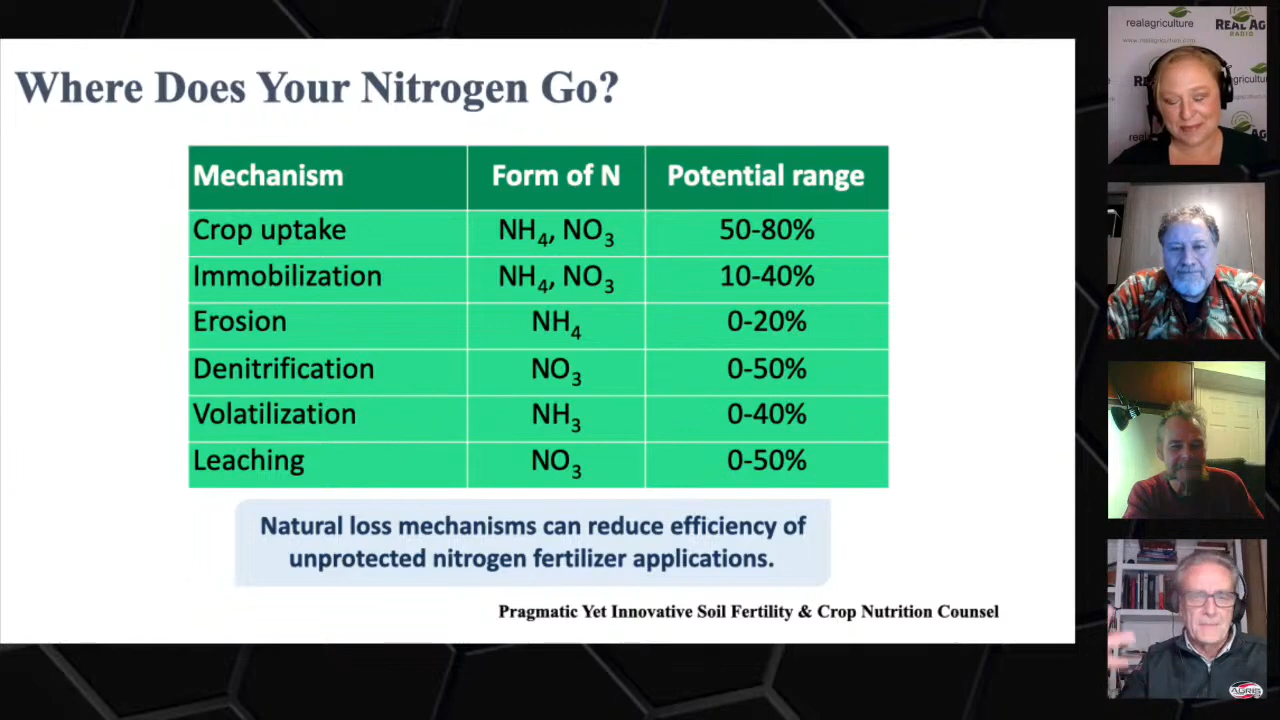 Where Does Your Nitrogen Go?
Mechanism Form of N Potential range
Crop uptake NH₄, NO₃ 50-80%
Immobilization NH₄, NO₃ 10-40%
Erosion NH₄ 0-20%
Denitrification NO₃ 0-50%
Volatilization NH₃ 0-40%
Leaching NO₃ 0-50%
Natural loss mechanisms can reduce efficiency of
unprotected nitrogen fertilizer applications.
Pragmatic Yet Innovative Soil Fertility & Crop Nutrition Counsel
realagriculture
REAL AG
RADIO
AGRIS